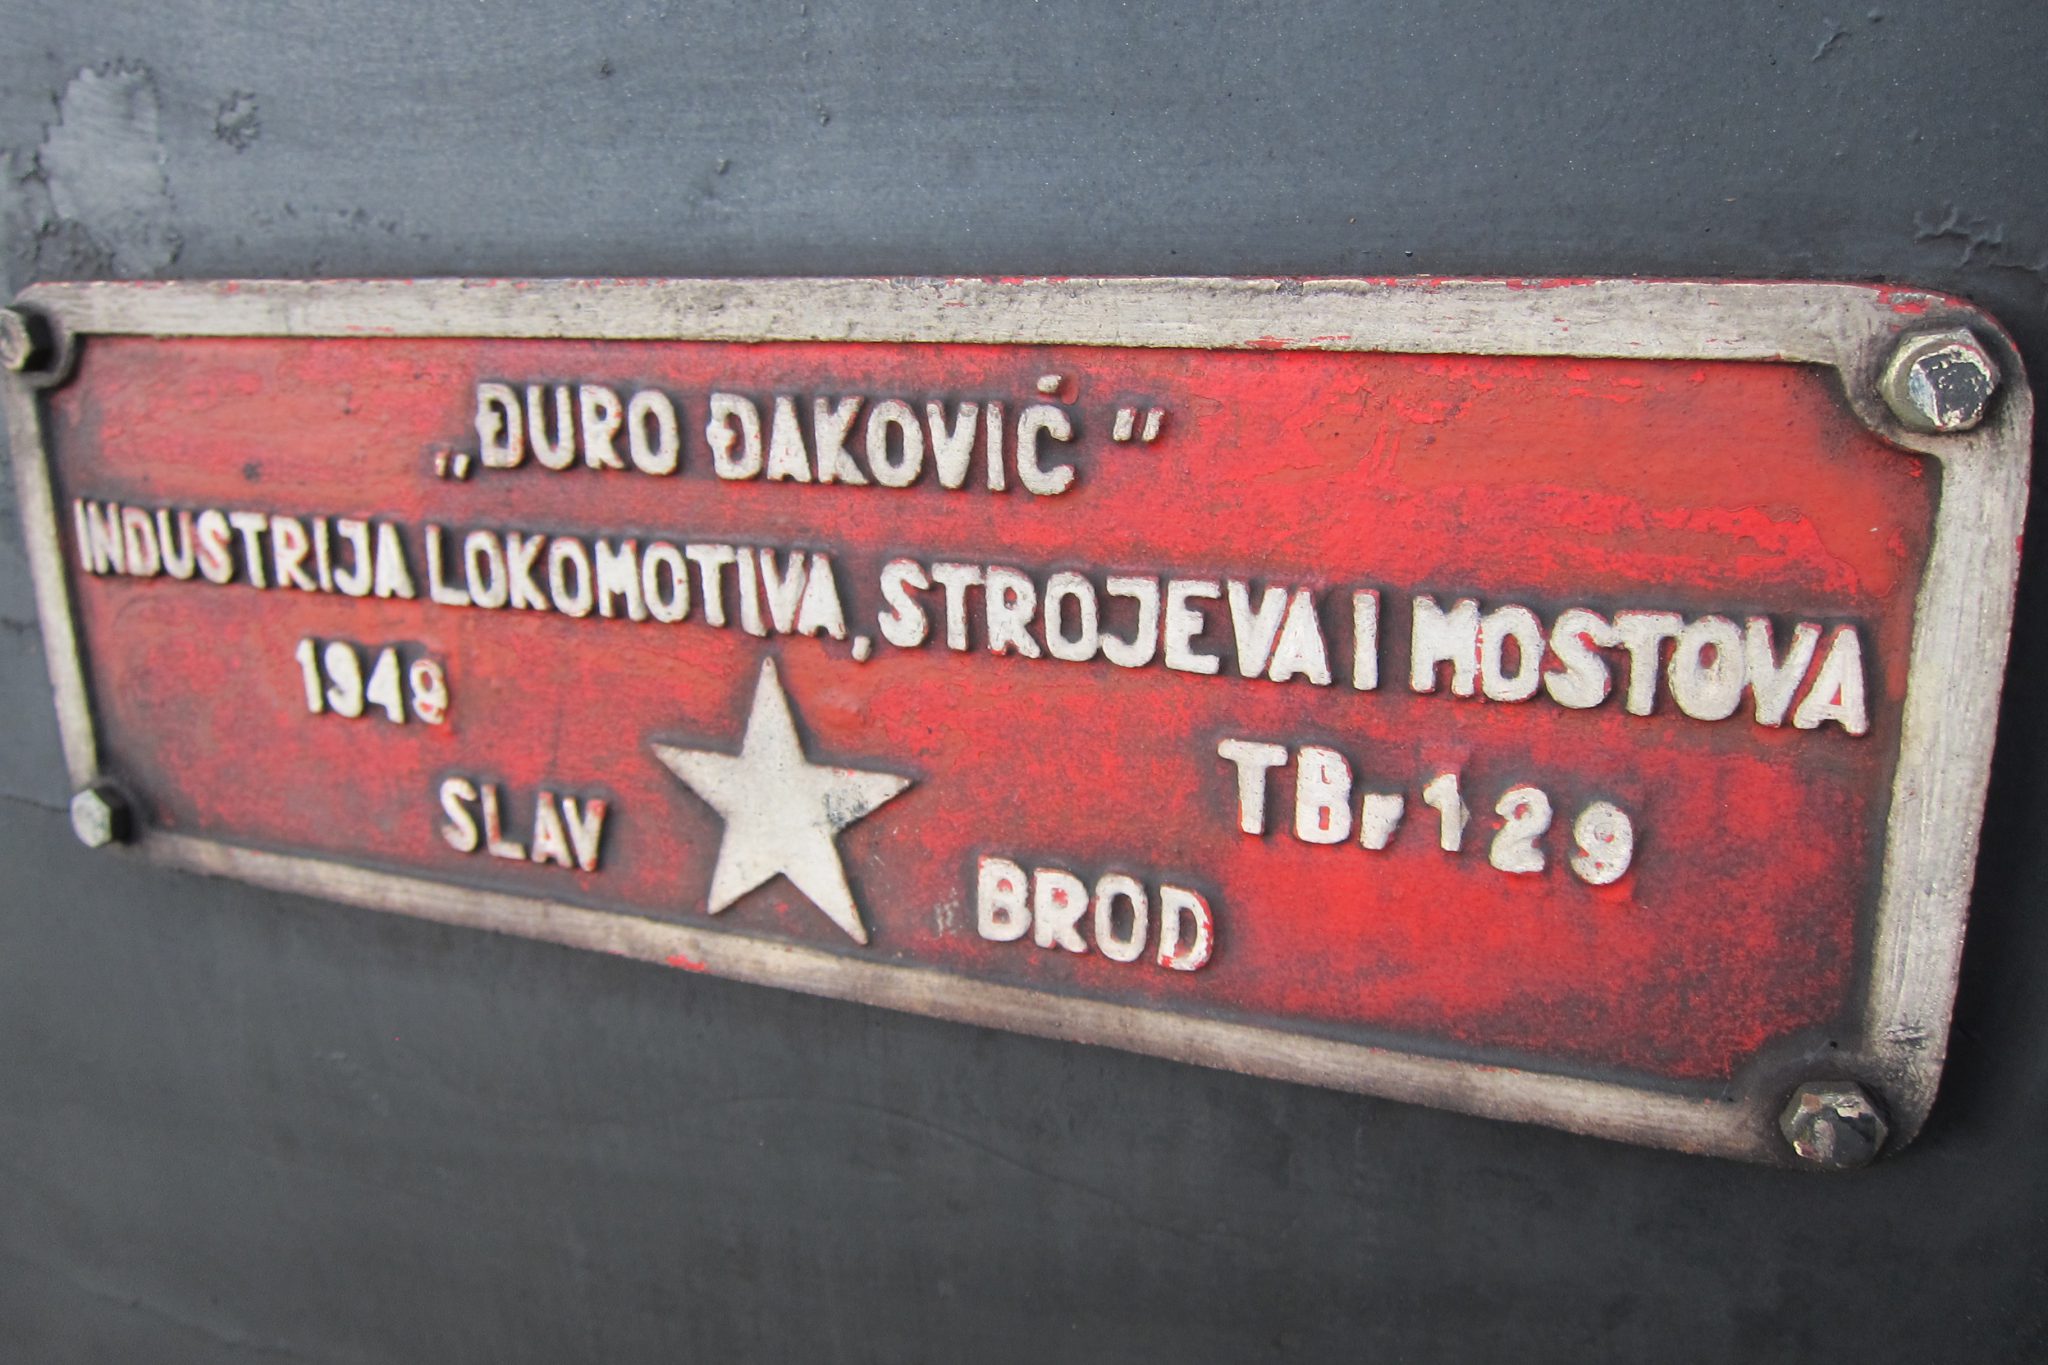 „ĐURO ĐAKOVIĆ"
INDUSTRIJA LOKOMOTIVA, STROJEVA I MOSTOVA
1949
TBr 129
SLAV BROD